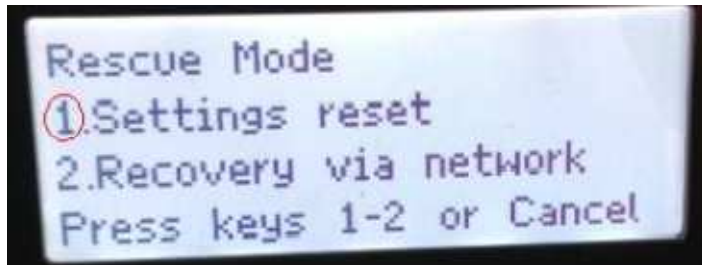 Rescue Mode
1.Settings reset
2.Recovery via network
Press keys 1-2 or Cancel